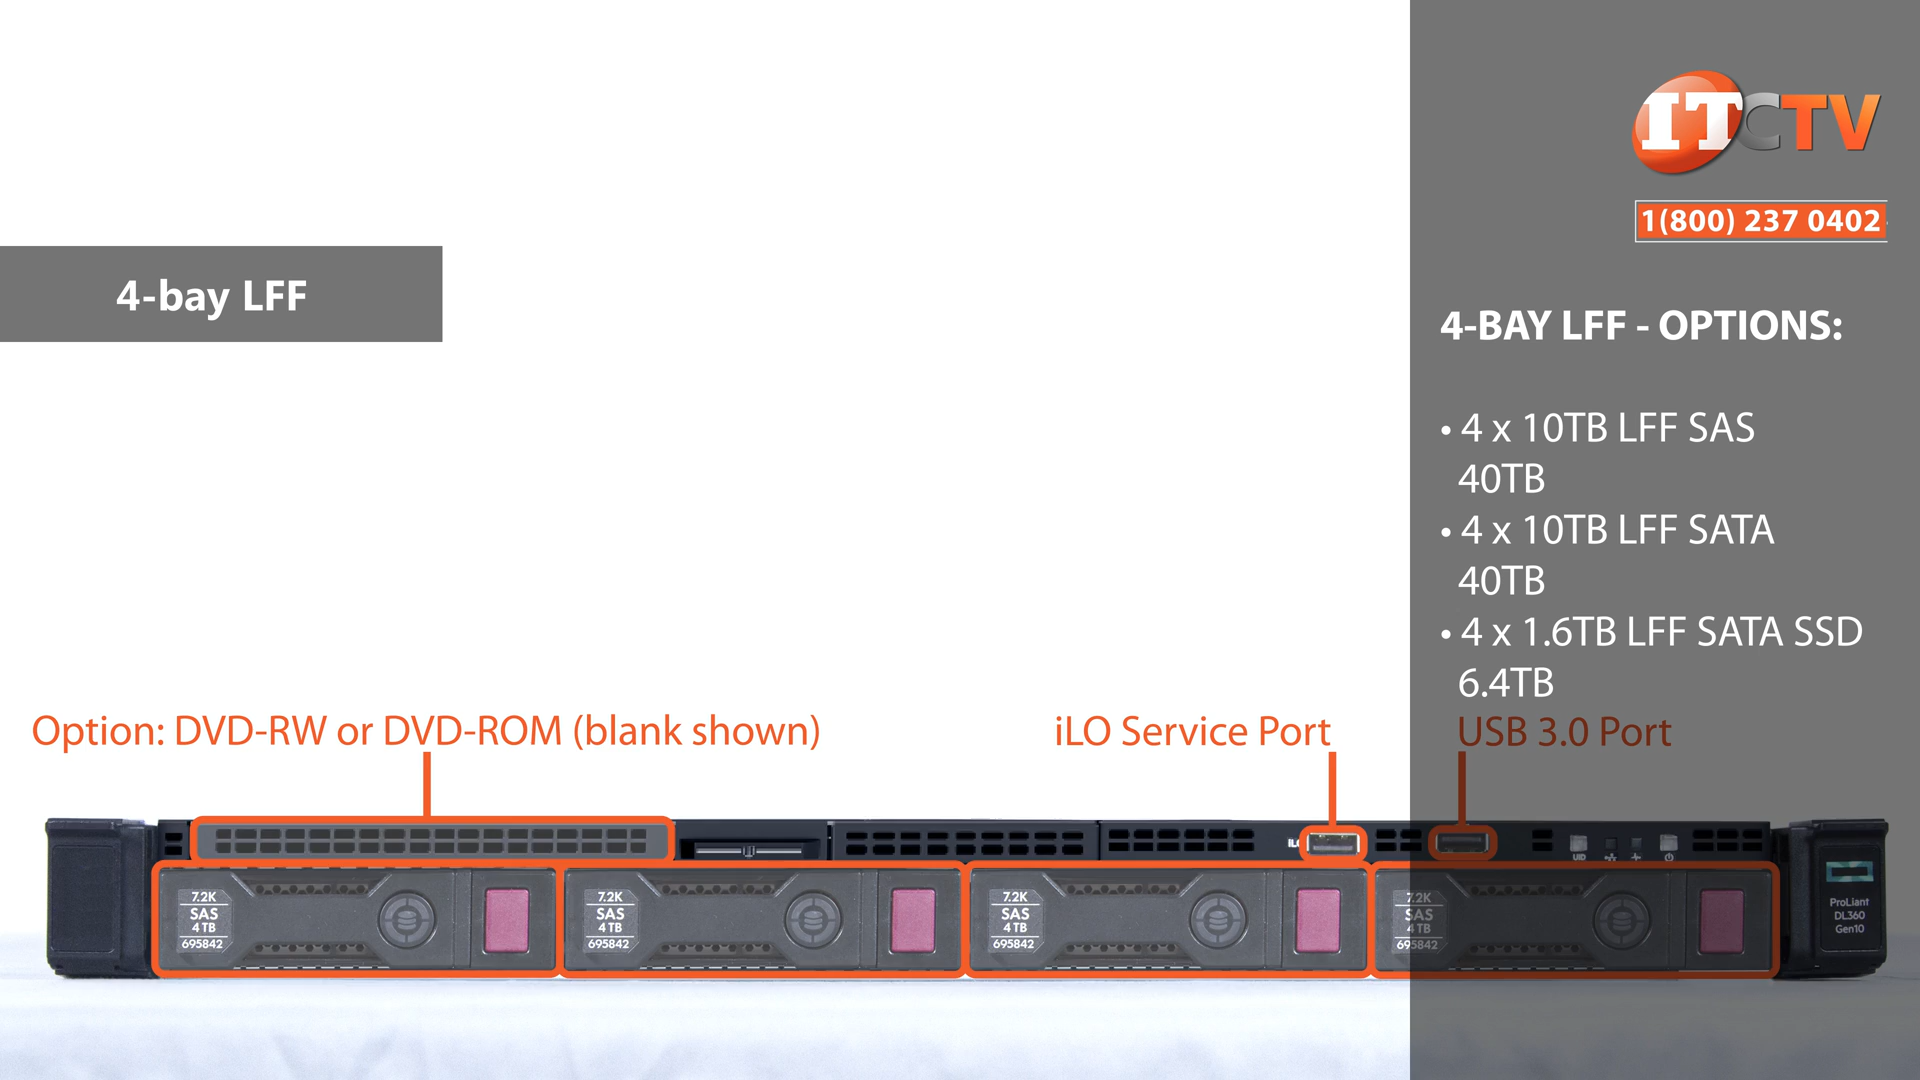 ITCTV
1(800) 237 0402
4-bay LFF
4-BAY LFF - OPTIONS:
• 4 x 10TB LFF SAS
40TB
• 4 x 10TB LFF SATA
40TB
• 4 x 1.6TB LFF SATA SSD
6.4TB
Option: DVD-RW or DVD-ROM (blank shown)
iLO Service Port
USB 3.0 Port
UID
7.2K
SAS
4 TB
695842
7.2K
SAS
4 TB
695842
7.2K
SAS
4 TB
695842
7.2K
SAS
4 TB
695842
ProLiant
DL360
Gen10